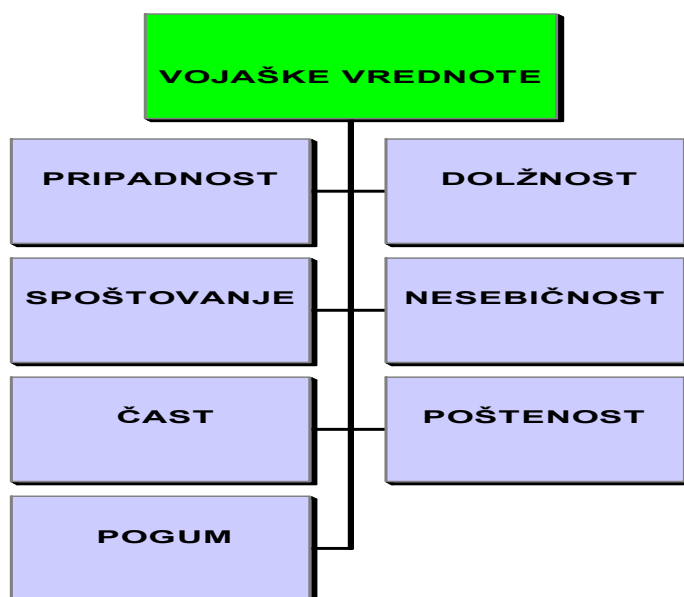 VOJAŠKE VREDNOTE
PRIPADNOST
DOLŽNOST
SPOŠTOVANJE
NESEBIČNOST
ČAST
POŠTENOST
POGUM